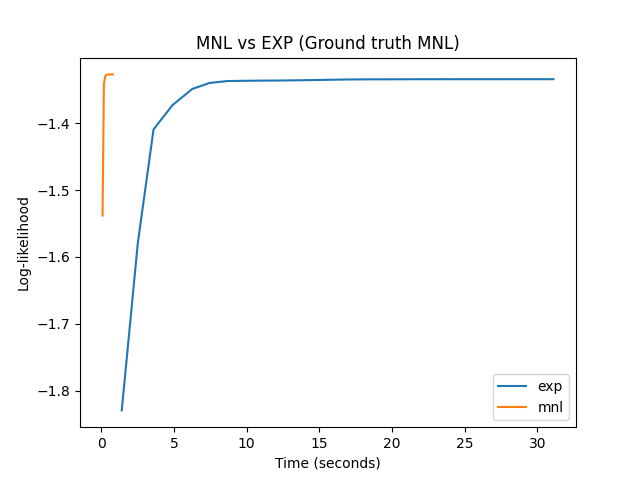 MNL vs EXP (Ground truth MNL)
Log-likelihood
−1.4
−1.5
−1.6
−1.7
−1.8
exp
mnl
0 5 10 15 20 25 30
Time (seconds)